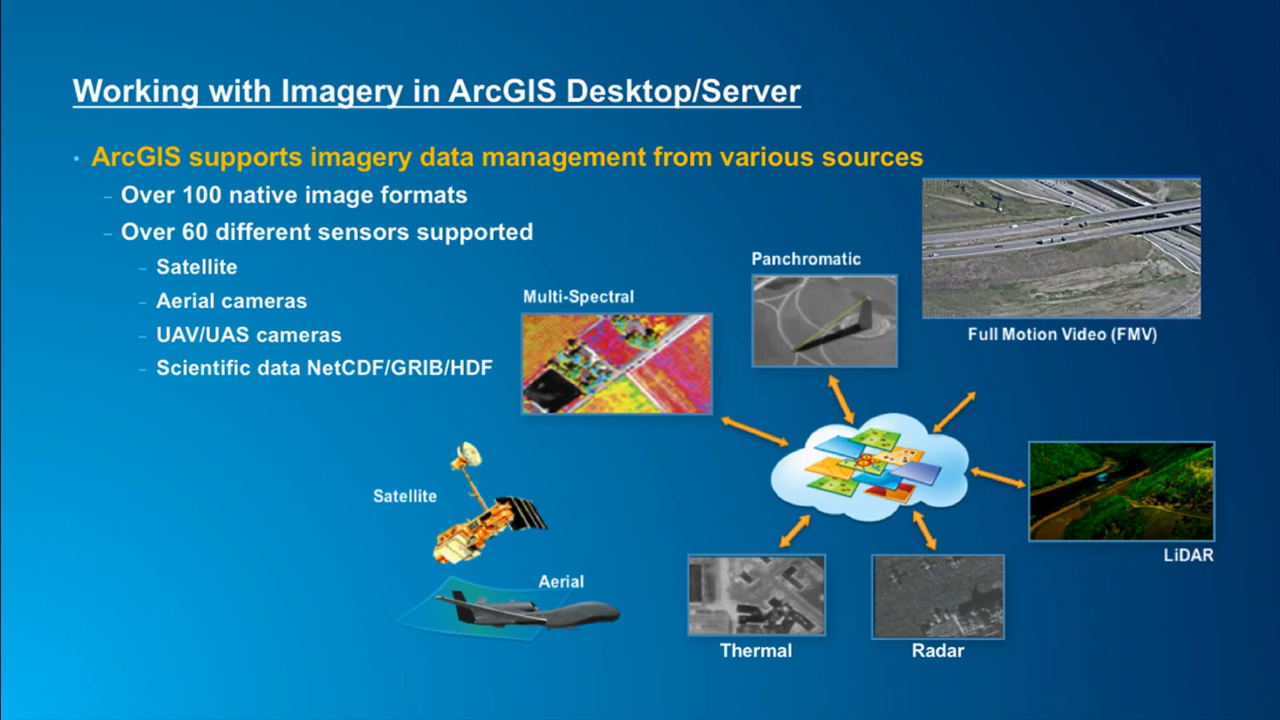 Working with Imagery in ArcGIS Desktop/Server
• ArcGIS supports imagery data management from various sources
– Over 100 native image formats
– Over 60 different sensors supported
– Satellite
– Aerial cameras
– UAV/UAS cameras
– Scientific data NetCDF/GRIB/HDF
Panchromatic
Multi-Spectral
Full Motion Video (FMV)
Satellite
LiDAR
Aerial
Thermal
Radar